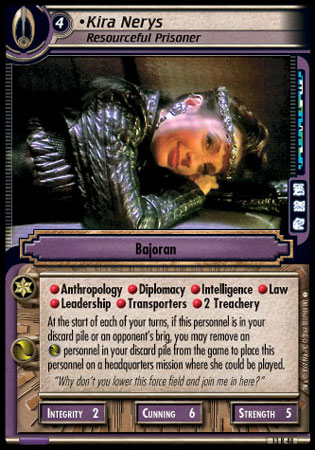 4 •Kira Nerys
Resourceful Prisoner
Bajoran
Anthropology Diplomacy Intelligence Law
Leadership Transporters 2 Treachery
At the start of each of your turns, if this personnel is in your
discard pile or an opponent's brig, you may remove an
personnel in your discard pile from the game to place this
personnel on a headquarters mission where she could be played.
"Why don't you lower this force field and join me in here?"
Integrity 2 Cunning 6 Strength 5
11 R 48